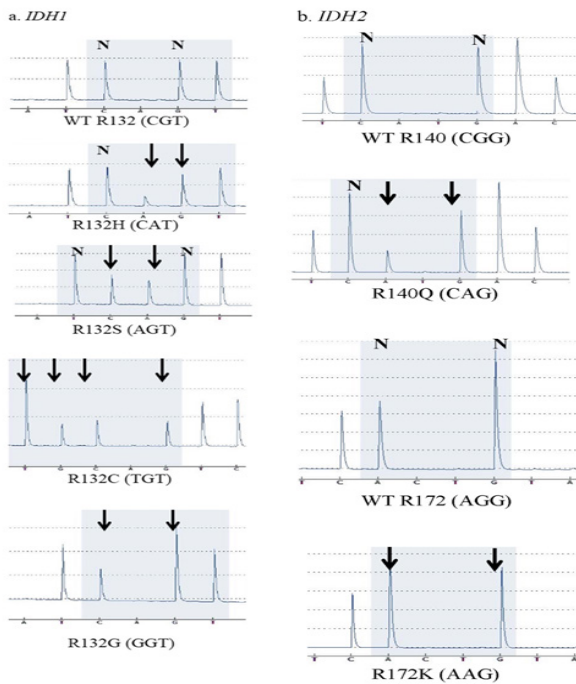 a. IDH1
N N
A T C A G T
WT R132 (CGT)
N
A T C A G T
R132H (CAT)
N N
A T C A G T
R132S (AGT)
T G C A G T C
R132C (TGT)
A T C A G T
R132G (GGT)
b. IDH2
N N
T C A T G A C
WT R140 (CGG)
N
T C A T G A C
R140Q (CAG)
N N
T C A C T G T A
WT R172 (AGG)
T C A C T G T A
R172K (AAG)